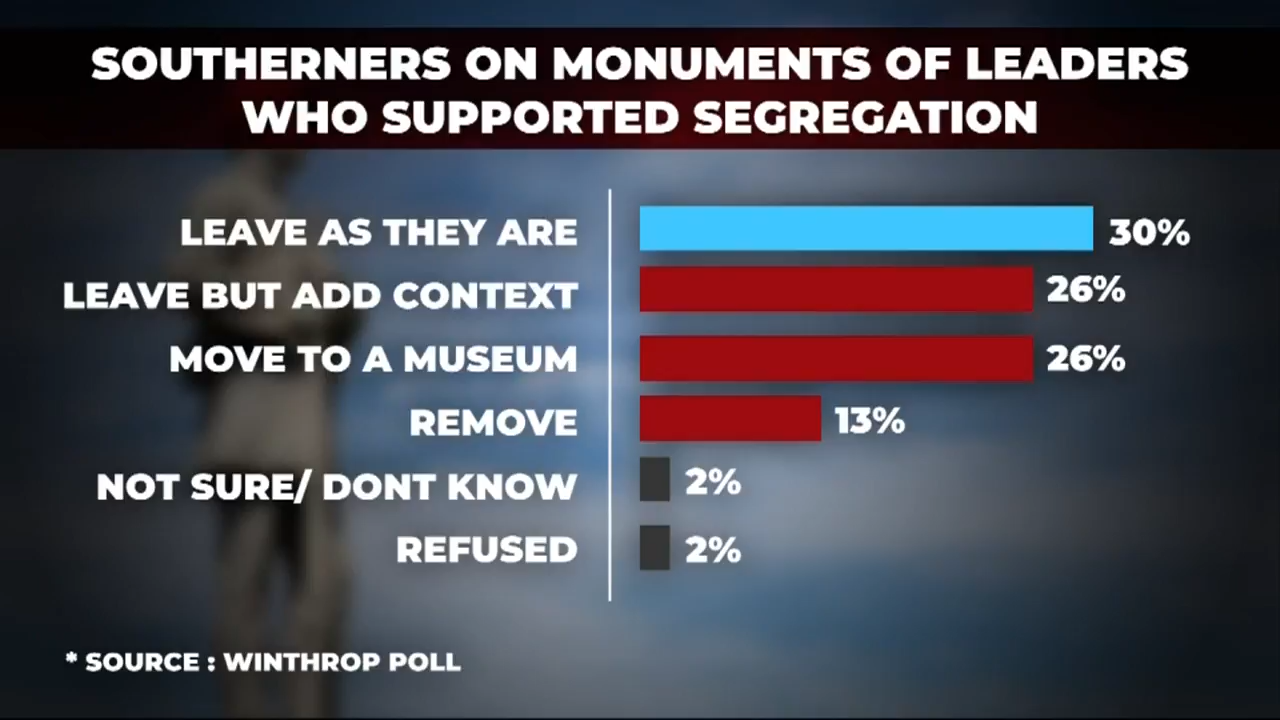 SOUTHERNERS ON MONUMENTS OF LEADERS
WHO SUPPORTED SEGREGATION
LEAVE AS THEY ARE 30%
LEAVE BUT ADD CONTEXT 26%
MOVE TO A MUSEUM 26%
REMOVE 13%
NOT SURE/ DONT KNOW 2%
REFUSED 2%
* SOURCE : WINTHROP POLL